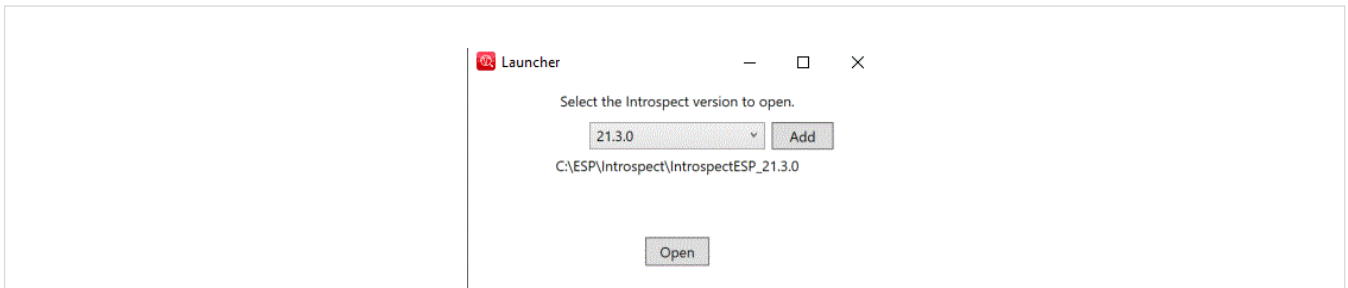 Launcher
Select the Introspect version to open.
21.3.0
Add
C:\ESP\Introspect\IntrospectESP_21.3.0
Open